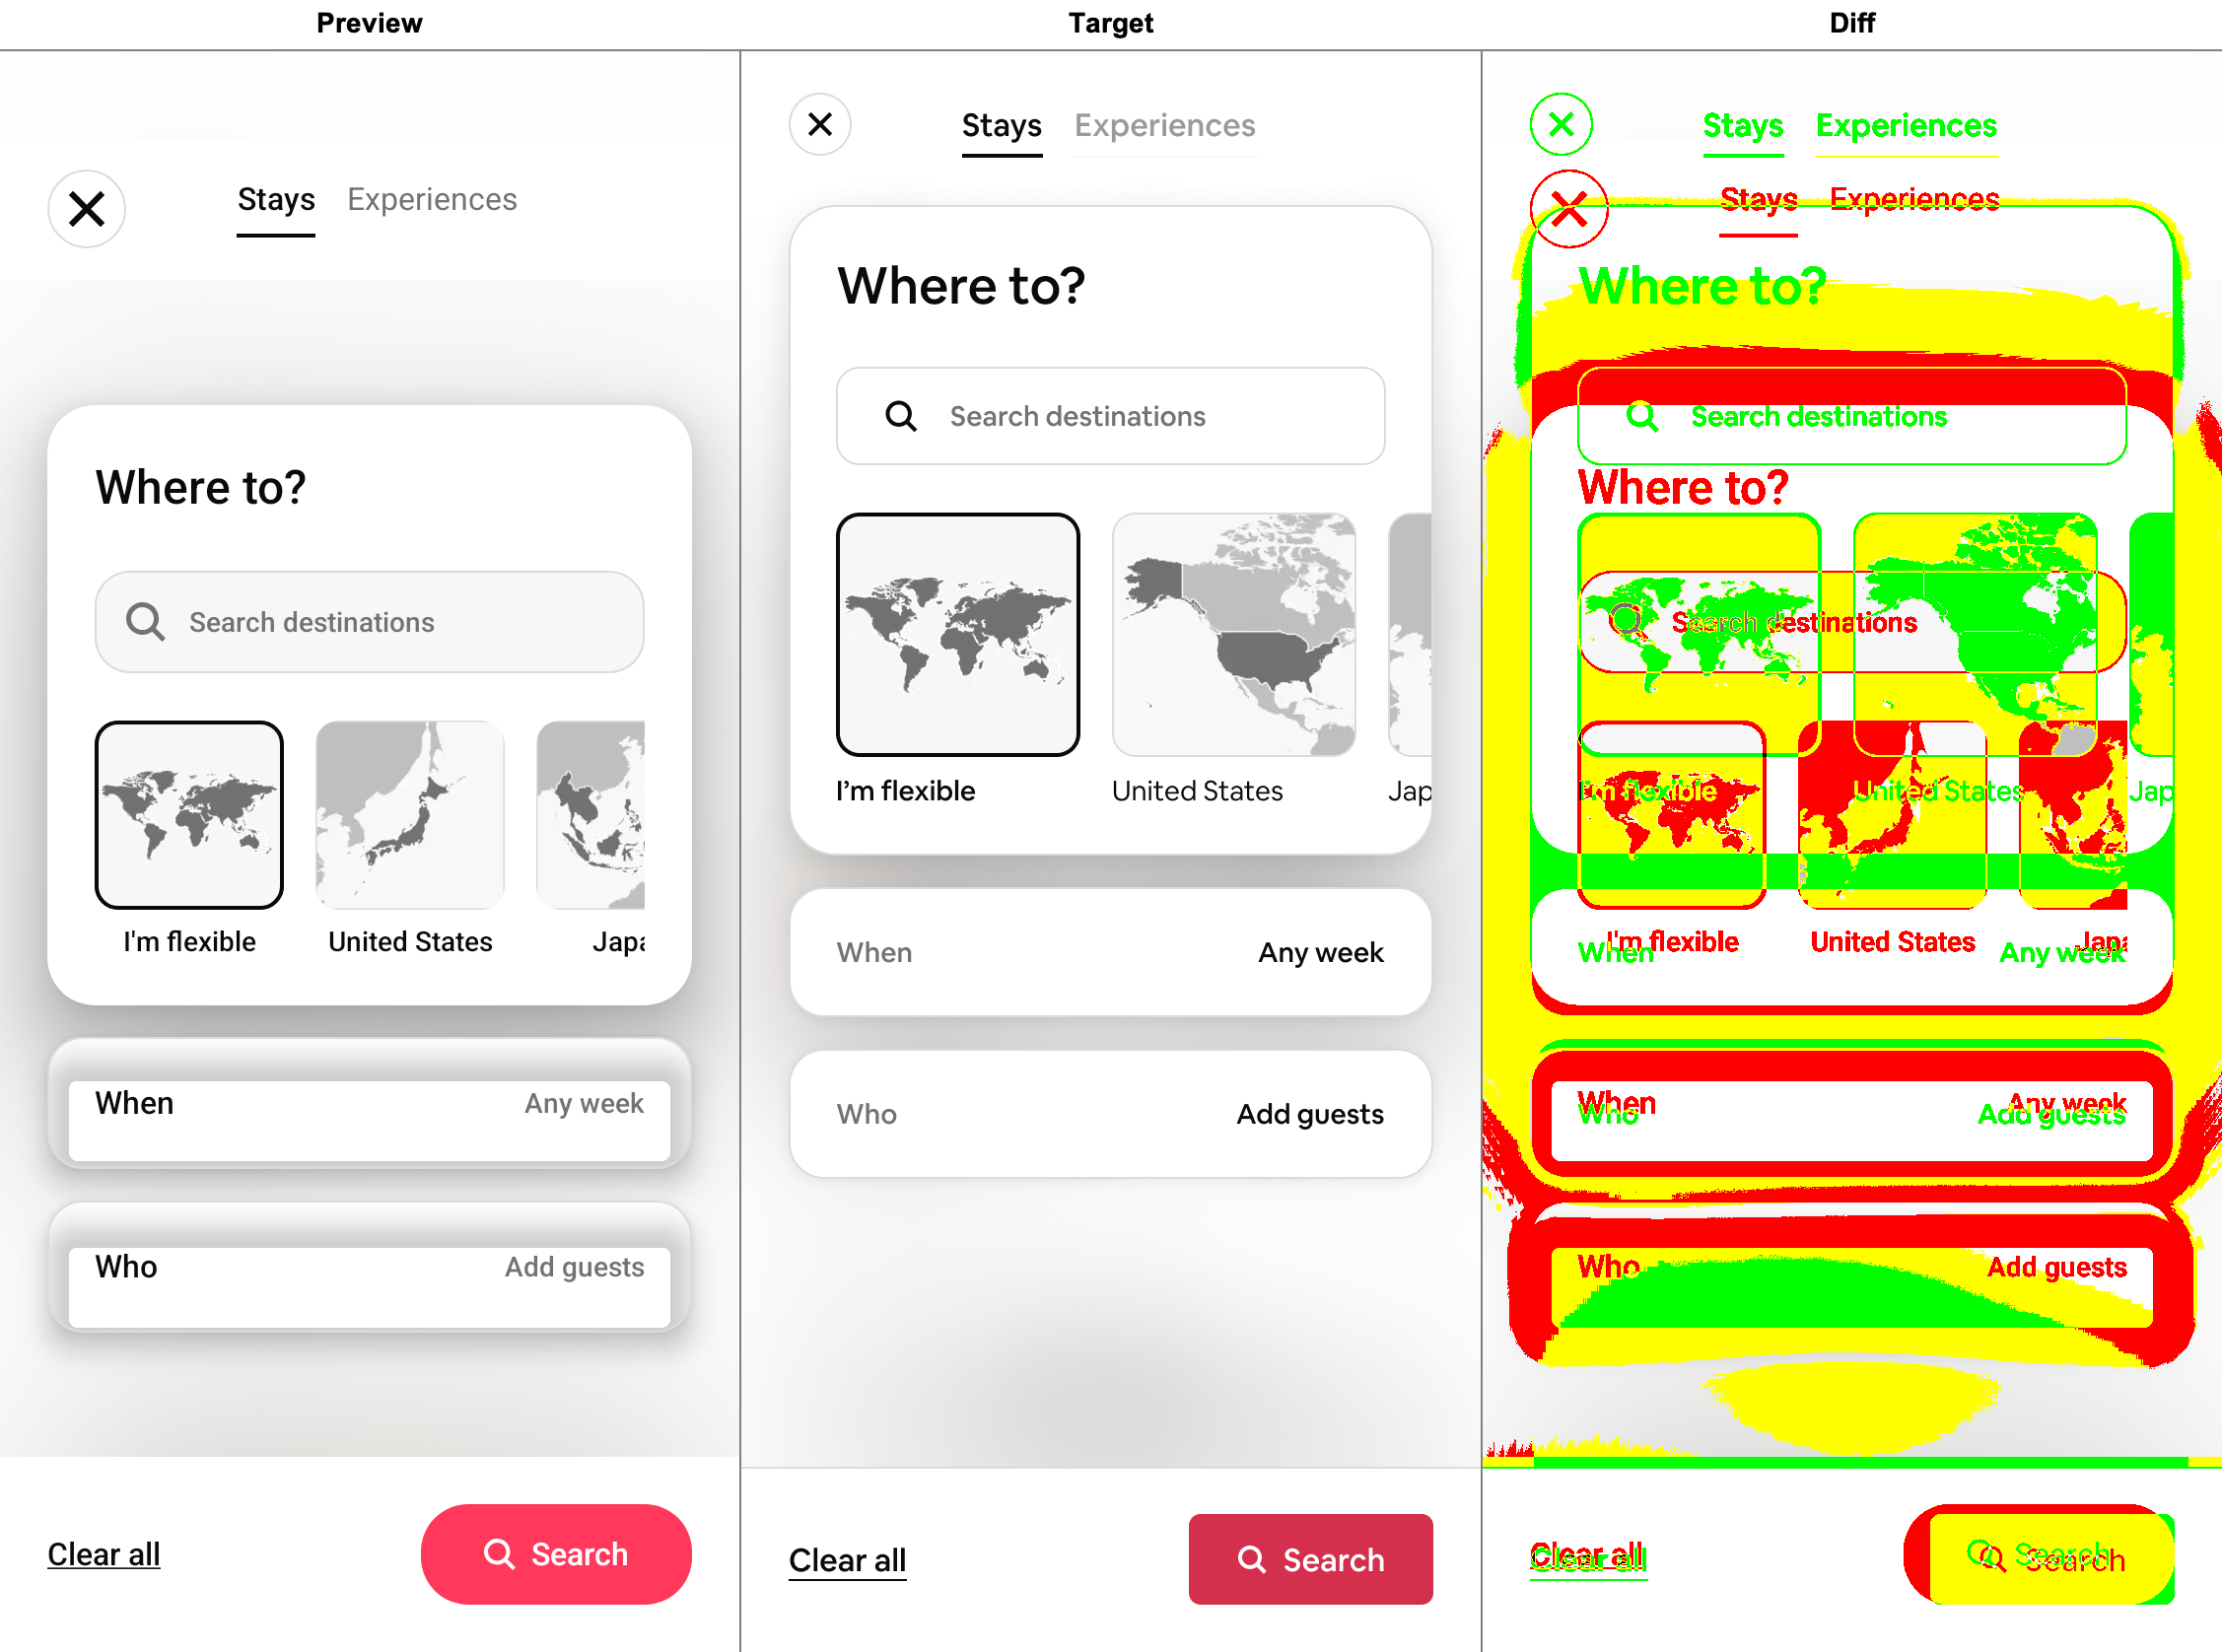 Preview
Stays Experiences
Where to?
Search destinations
I'm flexible United States Japa
When Any week
Who Add guests
Clear all Search
Target
Stays Experiences
Where to?
Search destinations
I’m flexible United States Jap
When Any week
Who Add guests
Clear all Search
Diff
Stays Experiences
Stays Experiences
Where to?
Search destinations
Where to?
Search destinations
I’m flexible United States Jap
I'm flexible United States Japa
When Any week
When Any week
Who Add guests
Who Add guests
Clear all Search
Clear all Search